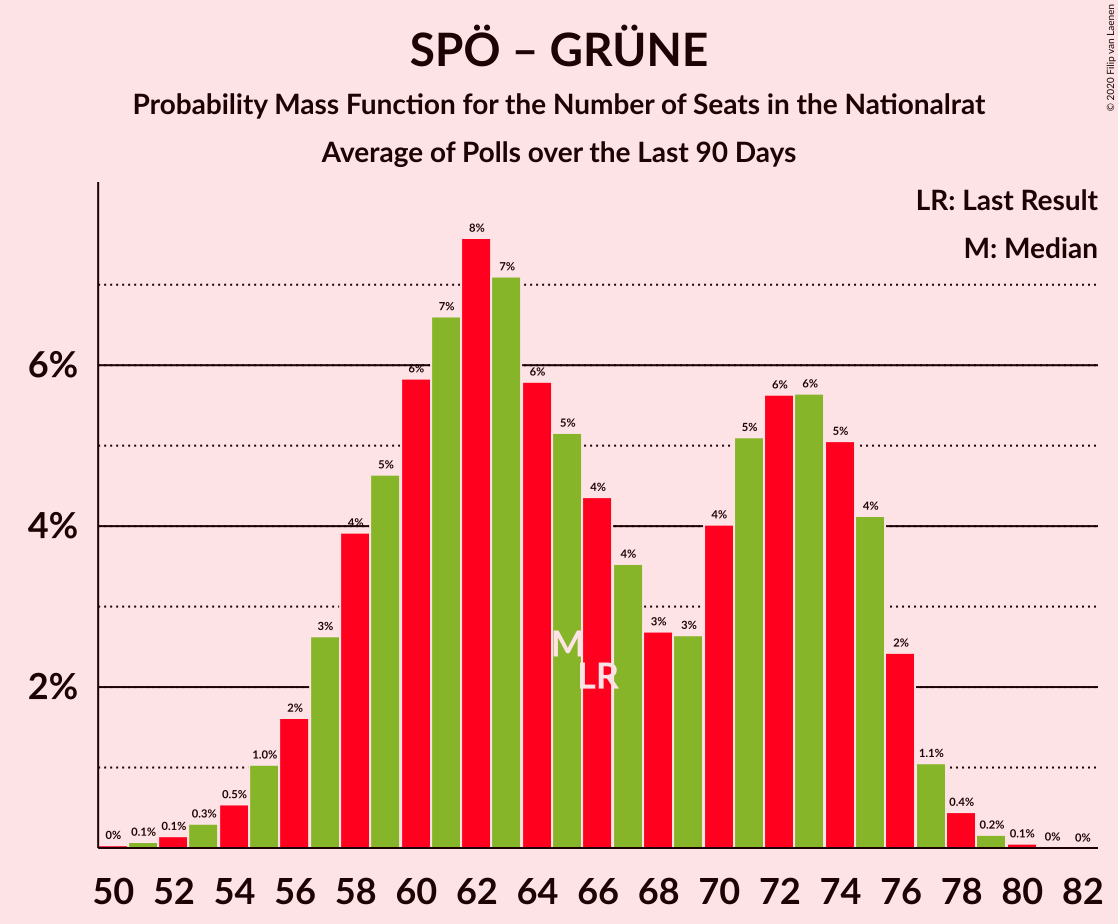 SPÖ – GRÜNE
Probability Mass Function for the Number of Seats in the Nationalrat
Average of Polls over the Last 90 Days
© 2020 Filip van Laenen
LR: Last Result
M: Median
6%
4%
2%
0% 0.1% 0.1% 0.3% 0.5% 1.0% 2% 3% 4% 5% 6% 7% 8% 7% 6% 5% 4% 4% 3% 3% 4% 5% 6% 6% 5% 4% 2% 1.1% 0.4% 0.2% 0.1% 0% 0%
M
LR
50 52 54 56 58 60 62 64 66 68 70 72 74 76 78 80 82